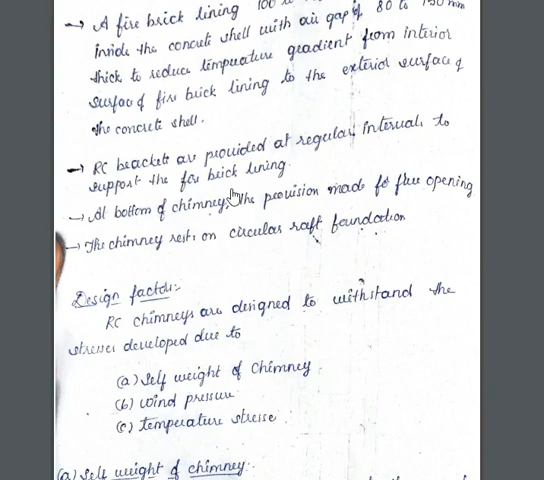 → A fire brick lining 100
inside the concrete shell with air gap of 80 to 150 mm
thick to reduce temperature gradient from interior
surface of fire brick lining to the exterior surface of
the concrete shell.
→ RC brackets are provided at regular intervals to
support the fire brick lining.
→ At bottom of chimney, the provision made for flue opening
→ The chimney rests on circular raft foundation
Design factors:-
RC chimneys are designed to withstand the
stresses developed due to
(a) Self weight of Chimney
(b) wind pressure
(c) temperature stresse
(a) Self weight of chimney:-